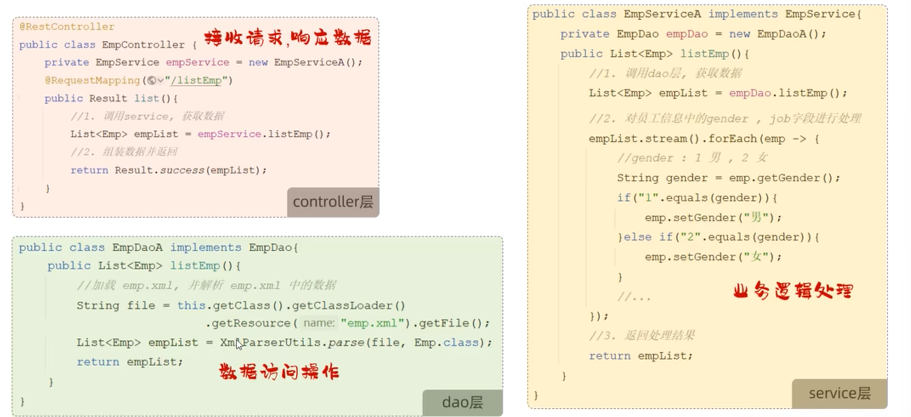 @RestController
public class EmpController {
接收请求,响应数据
private EmpService empService = new EmpServiceA();
@RequestMapping("/listEmp")
public Result list(){
//1. 调用service, 获取数据
List<Emp> empList = empService.listEmp();
//2. 组装数据并返回
return Result.success(empList);
}
}
controller层
public class EmpDaoA implements EmpDao{
public List<Emp> listEmp(){
//加载 emp.xml, 并解析 emp.xml 中的数据
String file = this.getClass().getClassLoader()
.getResource( name: "emp.xml").getFile();
List<Emp> empList = XmlParserUtils.parse(file, Emp.class);
return empList;
数据访问操作
}
}
dao层
public class EmpServiceA implements EmpService{
private EmpDao empDao = new EmpDaoA();
public List<Emp> listEmp(){
//1. 调用dao层, 获取数据
List<Emp> empList = empDao.listEmp();
//2. 对员工信息中的gender , job字段进行处理
empList.stream().forEach(emp -> {
//gender : 1 男 , 2 女
String gender = emp.getGender();
if("1".equals(gender)){
emp.setGender("男");
}else if("2".equals(gender)){
emp.setGender("女");
}
业务逻辑处理
//...
});
//3. 返回处理结果
return empList;
}
}
service层